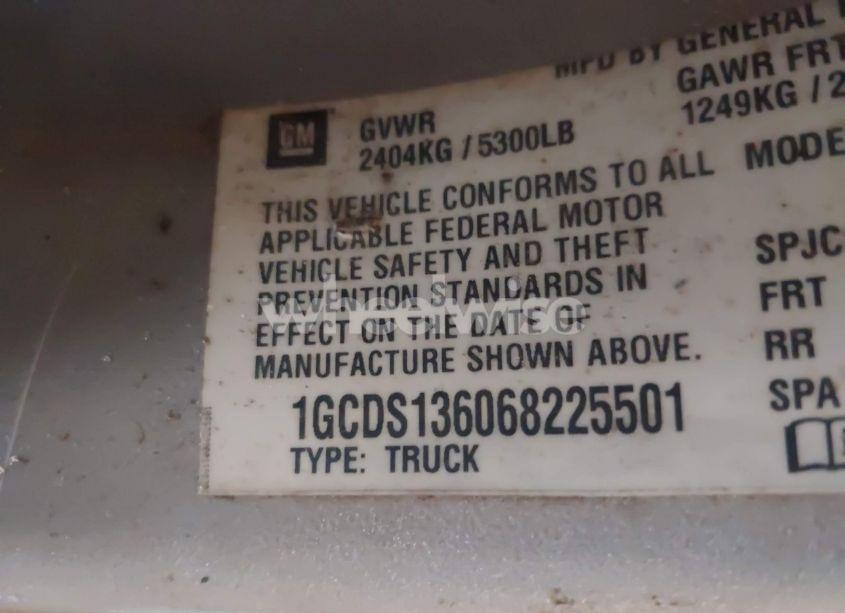 MFD BY GENERAL
GM
GVWR
2404KG / 5300LB
GAWR FRT
1249KG / 2
THIS VEHICLE CONFORMS TO ALL
APPLICABLE FEDERAL MOTOR
VEHICLE SAFETY AND THEFT
PREVENTION STANDARDS IN
EFFECT ON THE DATE OF
MANUFACTURE SHOWN ABOVE.
1GCDS136068225501
TYPE: TRUCK
MODE
SPJC
FRT
RR
SPA